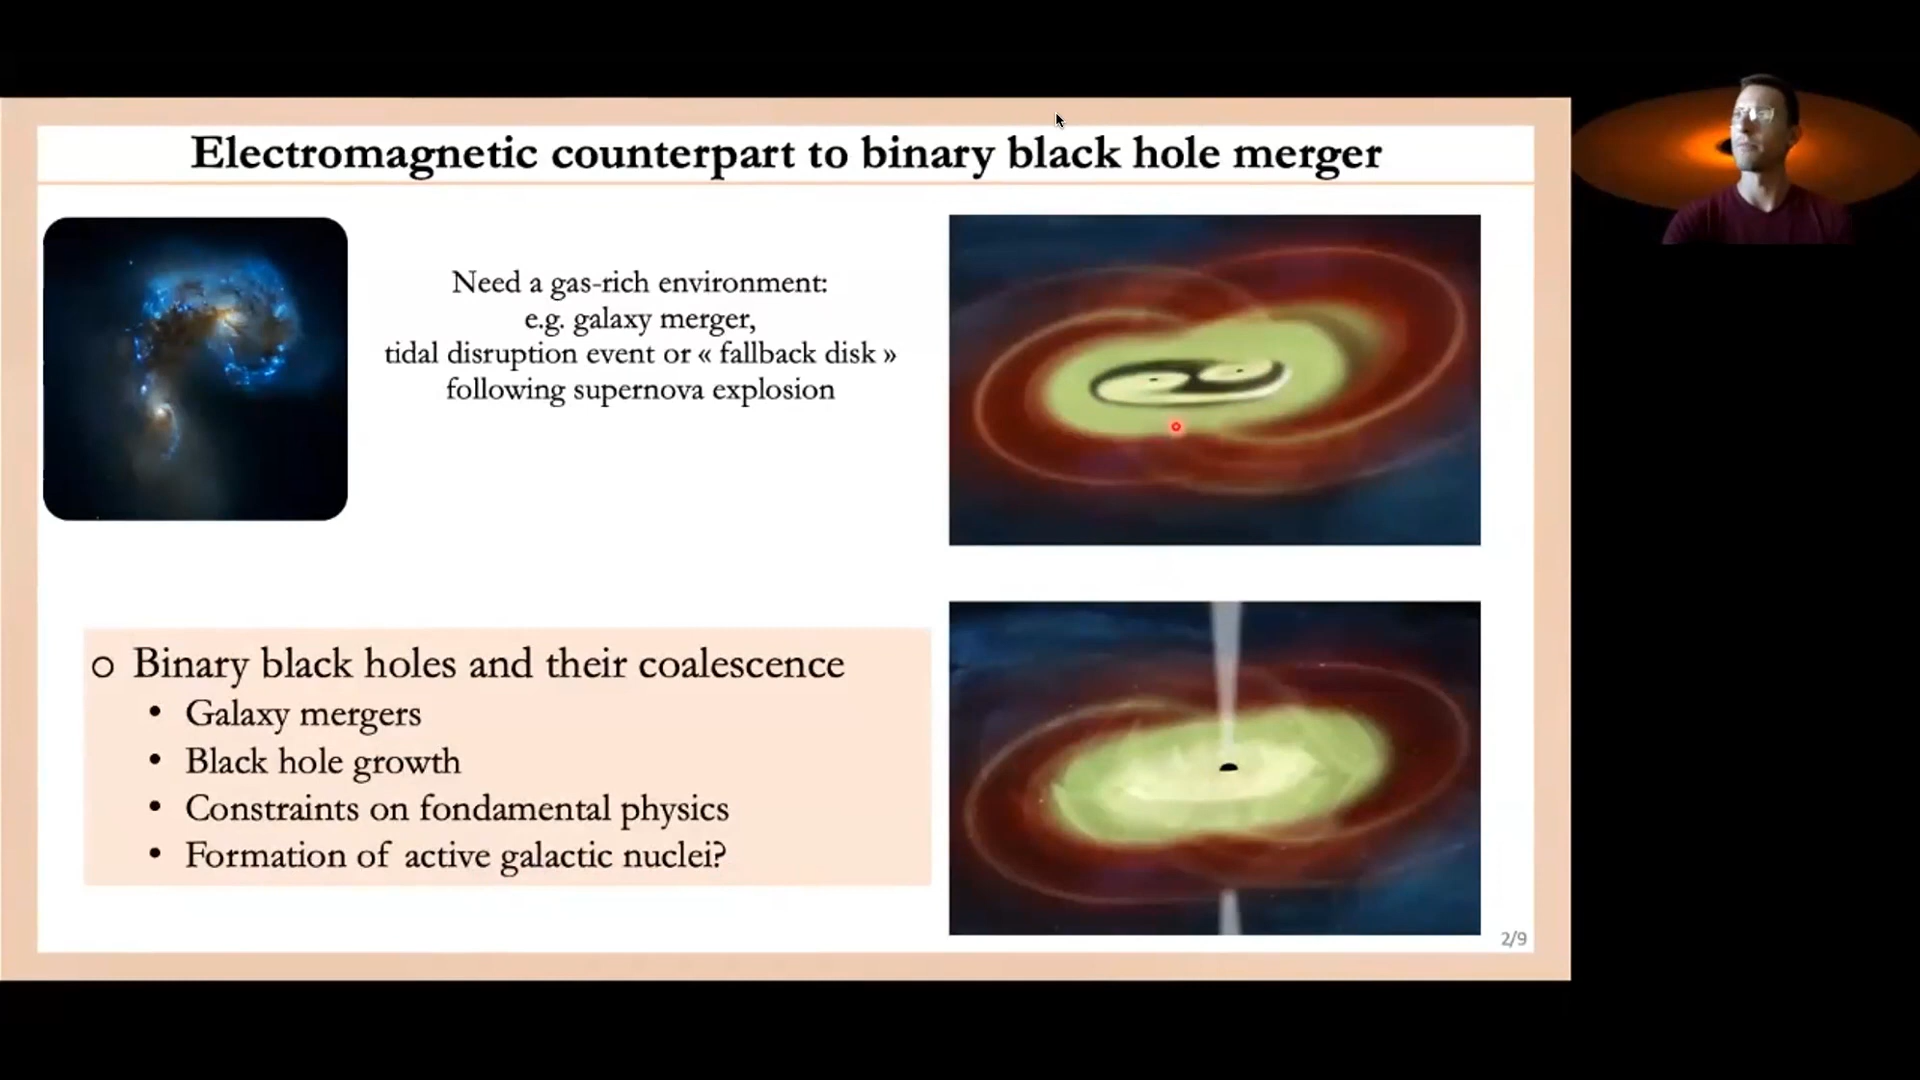 Electromagnetic counterpart to binary black hole merger
Need a gas-rich environment:
e.g. galaxy merger,
tidal disruption event or « fallback disk »
following supernova explosion
o Binary black holes and their coalescence
• Galaxy mergers
• Black hole growth
• Constraints on fondamental physics
• Formation of active galactic nuclei?
2/9